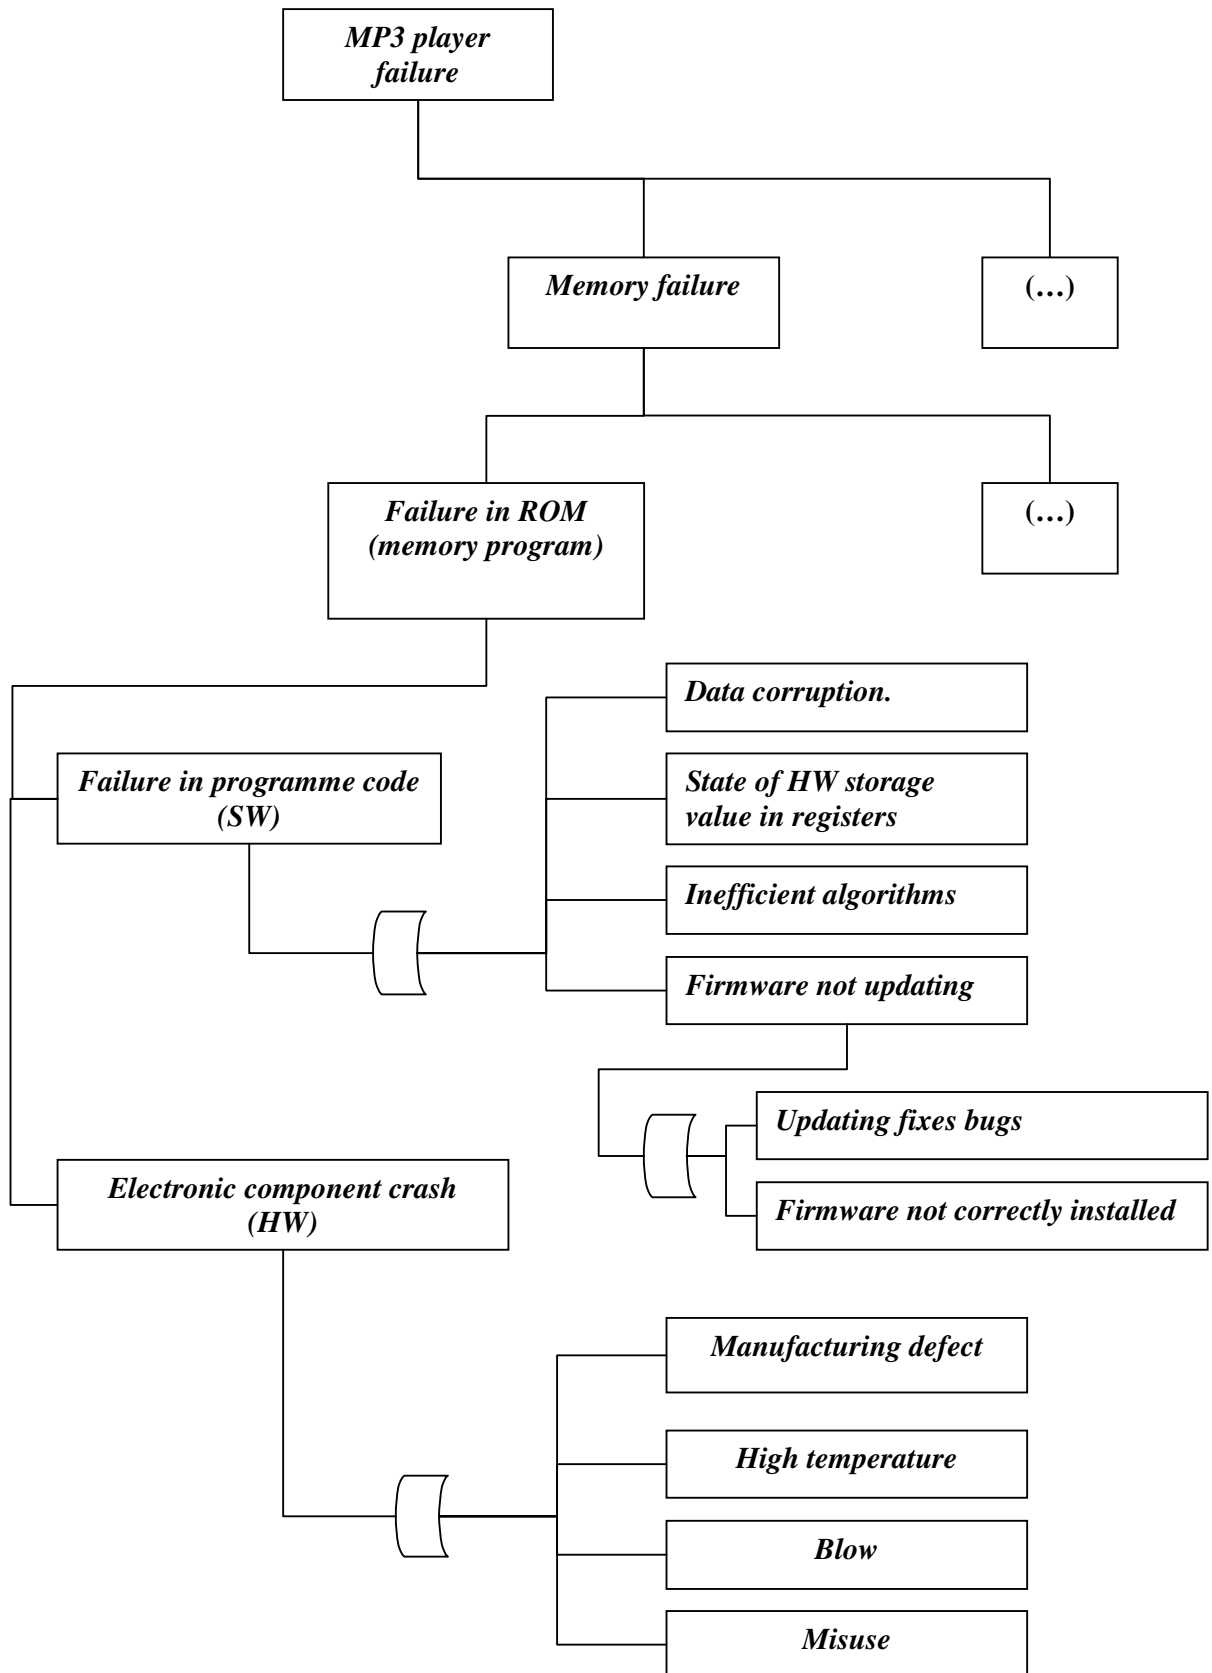 MP3 player
failure
Memory failure
(…)
Failure in ROM
(memory program)
(…)
Data corruption.
Failure in programme code
(SW)
State of HW storage
value in registers
Inefficient algorithms
Firmware not updating
Updating fixes bugs
Electronic component crash
(HW)
Firmware not correctly installed
Manufacturing defect
High temperature
Blow
Misuse